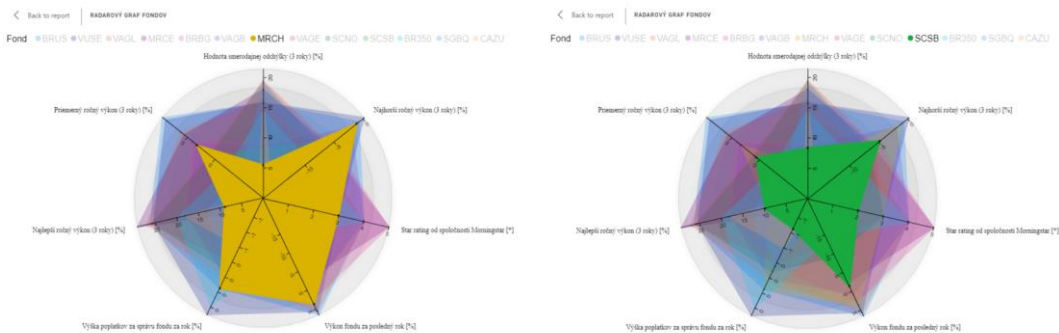 Back to report RADAROVÝ GRAF FONDOV
Fond BRUS VUSE VAGL MRCE BRBG VAGB MRCH VAGE SCNO SCSB BR350 SGBQ CAZU
Hodnota smerodajnej odchýlky (3 roky) [%]
Priemerný ročný výkon (3 roky) [%]
Najhorší ročný výkon (3 roky) [%]
Najlepší ročný výkon (3 roky) [%]
Star rating od spoločnosti Morningstar [*]
Výška poplatkov za správu fondu za rok [%]
Výkon fondu za posledný rok [%]
Back to report RADAROVÝ GRAF FONDOV
Fond BRUS VUSE VAGL MRCE BRBG VAGB MRCH VAGE SCNO SCSB BR350 SGBQ CAZU
Hodnota smerodajnej odchýlky (3 roky) [%]
Priemerný ročný výkon (3 roky) [%]
Najhorší ročný výkon (3 roky) [%]
Najlepší ročný výkon (3 roky) [%]
Star rating od spoločnosti Morningstar [*]
Výška poplatkov za správu fondu za rok [%]
Výkon fondu za posledný rok [%]